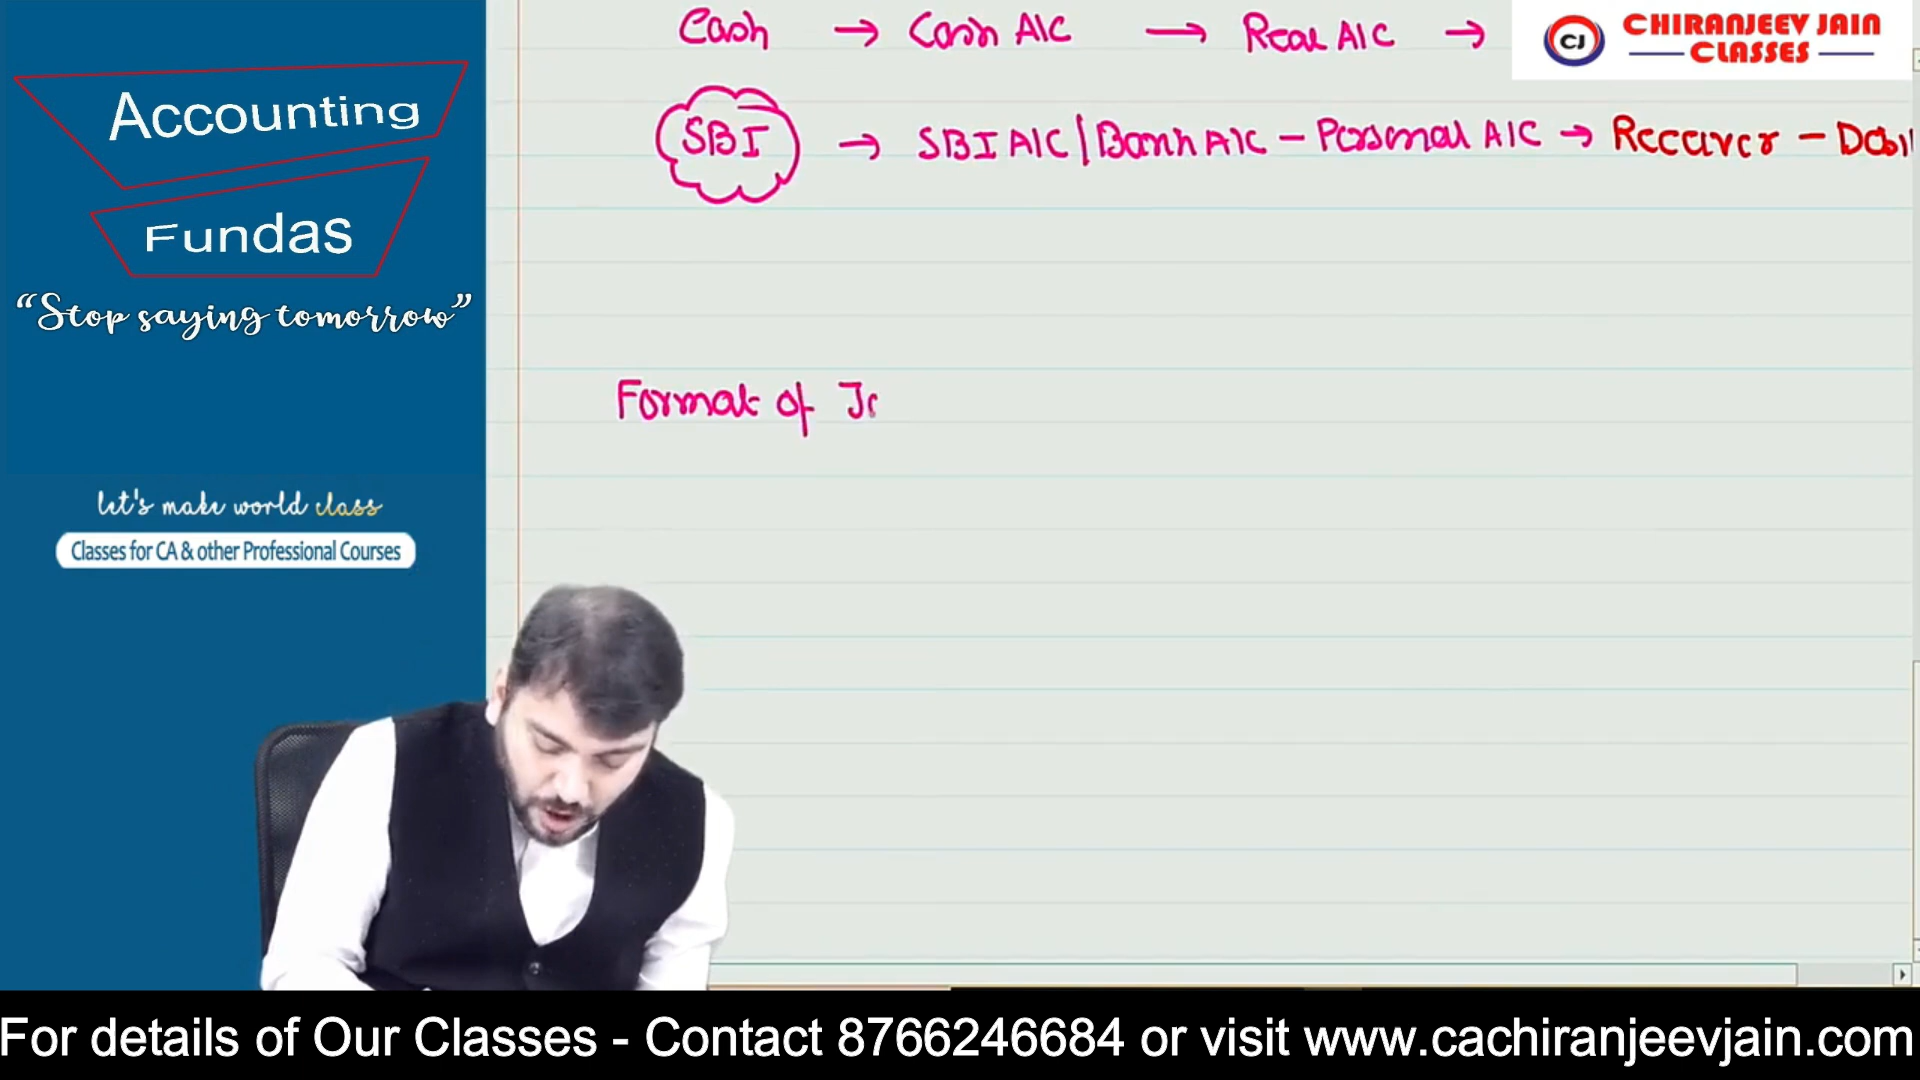 Cash → Cash A/C → Real A/C →
CJ
CHIRANJEEV JAIN
CLASSES
SBI → SBI A/C | Bank A/C – Personal A/C → Receiver – Debi
Accounting
Fundas
“Stop saying tomorrow”
Format of Jo
let's make world class
Classes for CA & other Professional Courses
For details of Our Classes - Contact 8766246684 or visit www.cachiranjeevjain.com